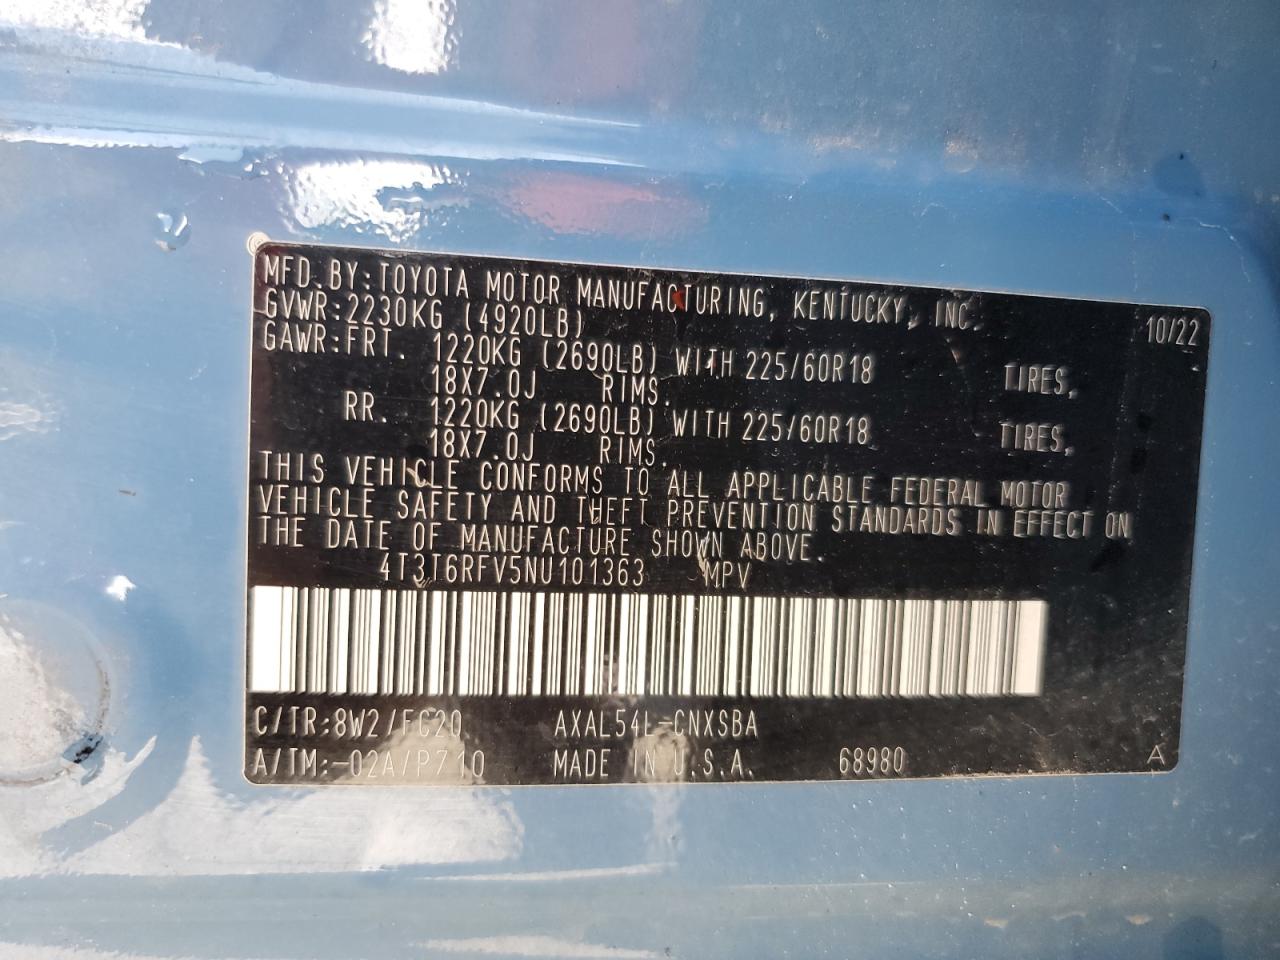 MFD.BY:TOYOTA MOTOR MANUFACTURING, KENTUCKY, INC. 10/22
GVWR:2230KG (4920LB)
GAWR:FRT. 1220KG (2690LB) WITH 225/60R18 TIRES,
18X7.0J RIMS.
RR. 1220KG (2690LB) WITH 225/60R18 TIRES,
18X7.0J RIMS.
THIS VEHICLE CONFORMS TO ALL APPLICABLE FEDERAL MOTOR
VEHICLE SAFETY AND THEFT PREVENTION STANDARDS IN EFFECT ON
THE DATE OF MANUFACTURE SHOWN ABOVE.
4T3T6RFV5NU101363 MPV
C/TR:8W2/FC20 AXAL54L-CNXSBA
A/TM:-02A/P710 MADE IN U.S.A. 68980 A